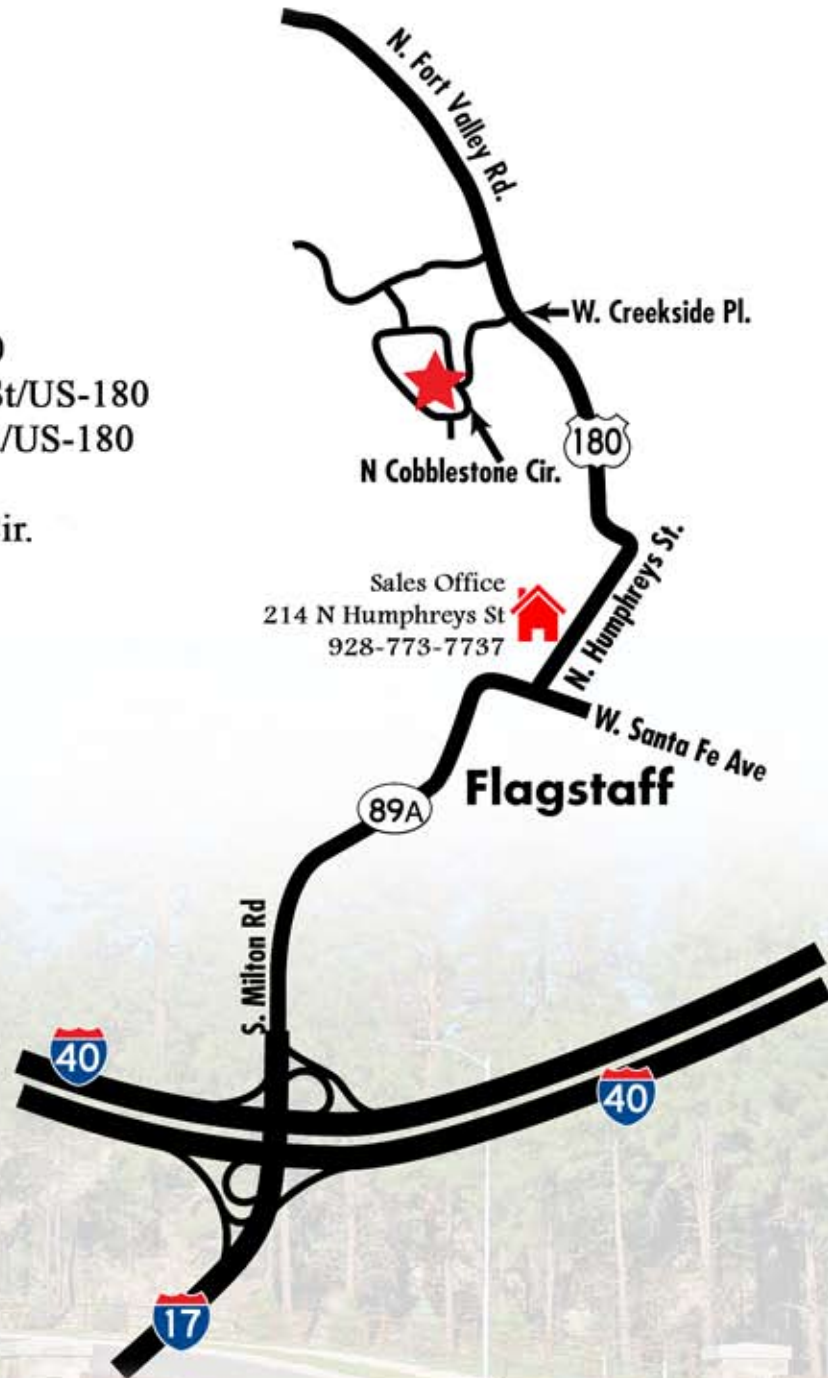 N. Fort Valley Rd.
W. Creekside Pl.
St/US-180
/US-180
180
N Cobblestone Cir.
ir.
N. Humphreys St.
Sales Office
214 N Humphreys St
928-773-7737
W. Santa Fe Ave
Flagstaff
89A
S. Milton Rd
40
40
17